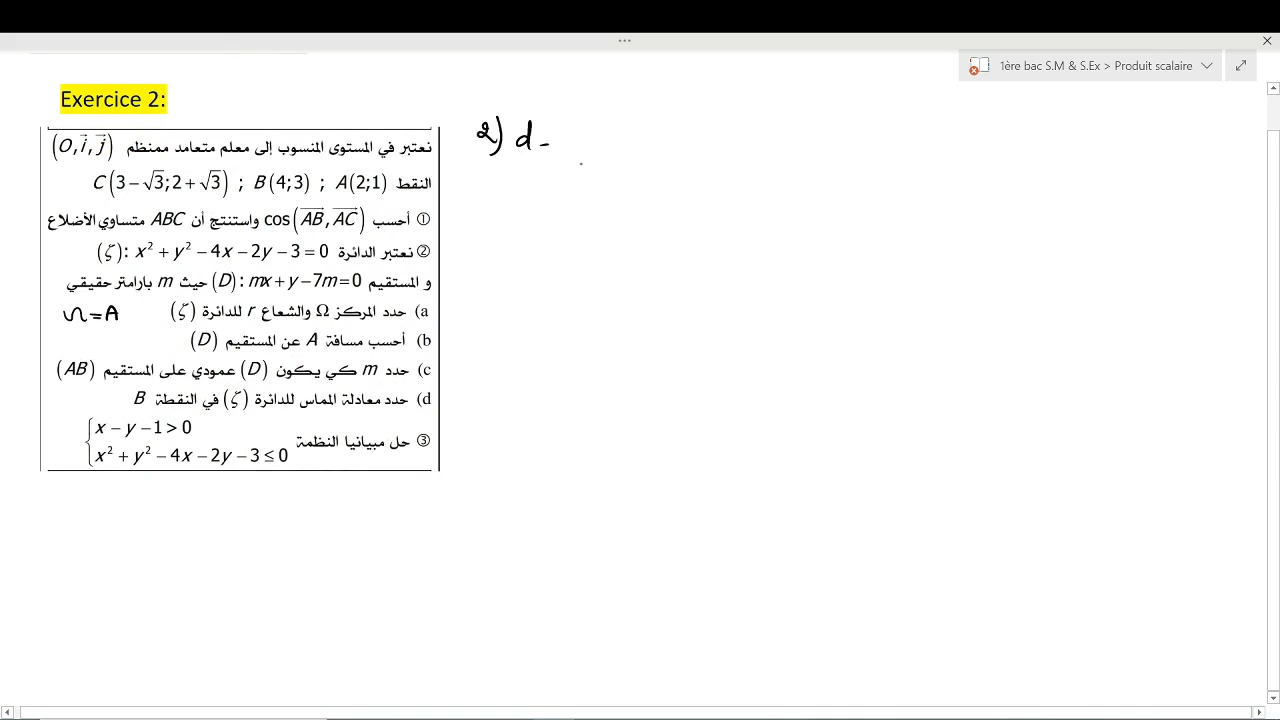 1ère bac S.M & S.Ex > Produit scalaire
Exercice 2:
نعتبر في المستوى المنسوب إلى معلم متعامد ممنظم (O, i⃗, j⃗)
النقط A(2;1) ; B(4;3) ; C(3−√3;2+√3)
① أحسب cos(AB⃗, AC⃗) واستنتج أن ABC متساوي الأضلاع
② نعتبر الدائرة (ζ): x² + y² − 4x − 2y − 3 = 0
و المستقيم (D): mx + y − 7m = 0 حيث m بارامتر حقيقي
a) حدد المركز Ω والشعاع r للدائرة (ζ) Ω = A
b) أحسب مسافة A عن المستقيم (D)
c) حدد m كي يكون (D) عمودي على المستقيم (AB)
d) حدد معادلة المماس للدائرة (ζ) في النقطة B
③ حل مبيانيا النظمة { x − y − 1 > 0
x² + y² − 4x − 2y − 3 ≤ 0
2) d -